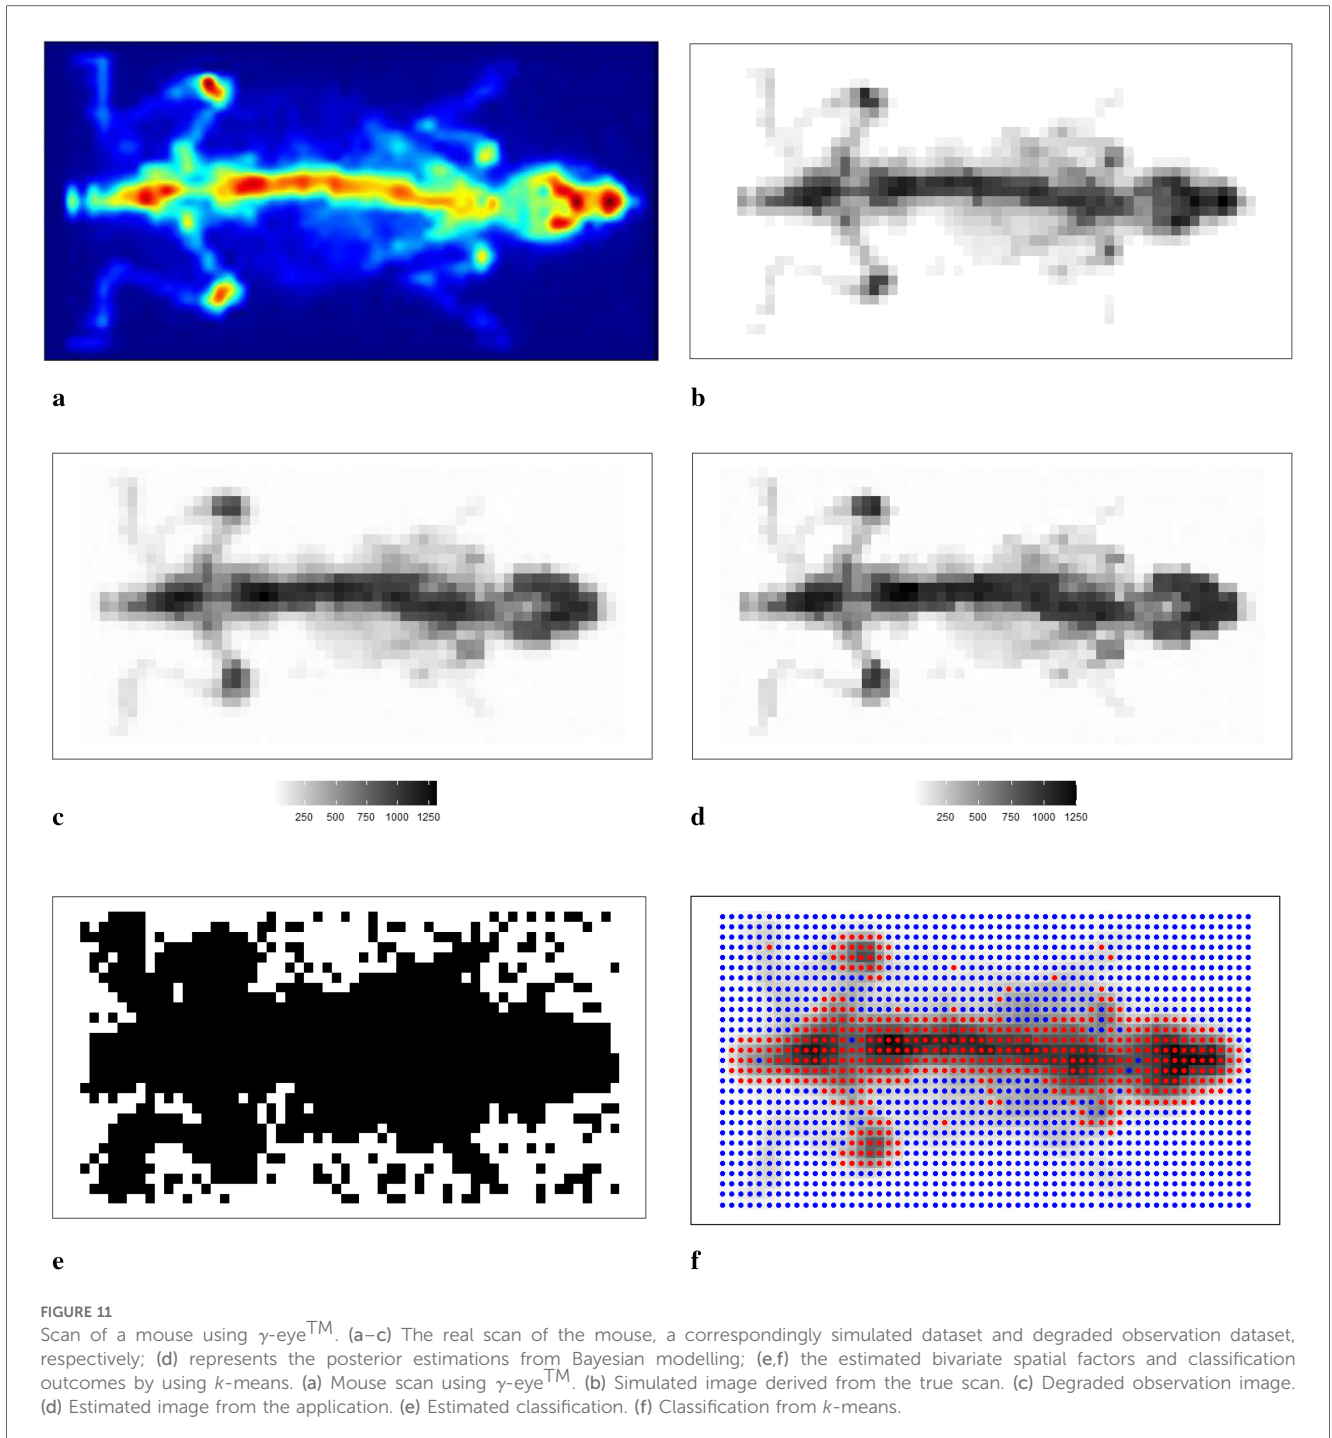 a
b
250 500 750 1000 1250
250 500 750 1000 1250
c
d
e
f
FIGURE 11
Scan of a mouse using γ-eyeTM. (a–c) The real scan of the mouse, a correspondingly simulated dataset and degraded observation dataset,
respectively; (d) represents the posterior estimations from Bayesian modelling; (e,f) the estimated bivariate spatial factors and classification
outcomes by using k-means. (a) Mouse scan using γ-eyeTM. (b) Simulated image derived from the true scan. (c) Degraded observation image.
(d) Estimated image from the application. (e) Estimated classification. (f) Classification from k-means.